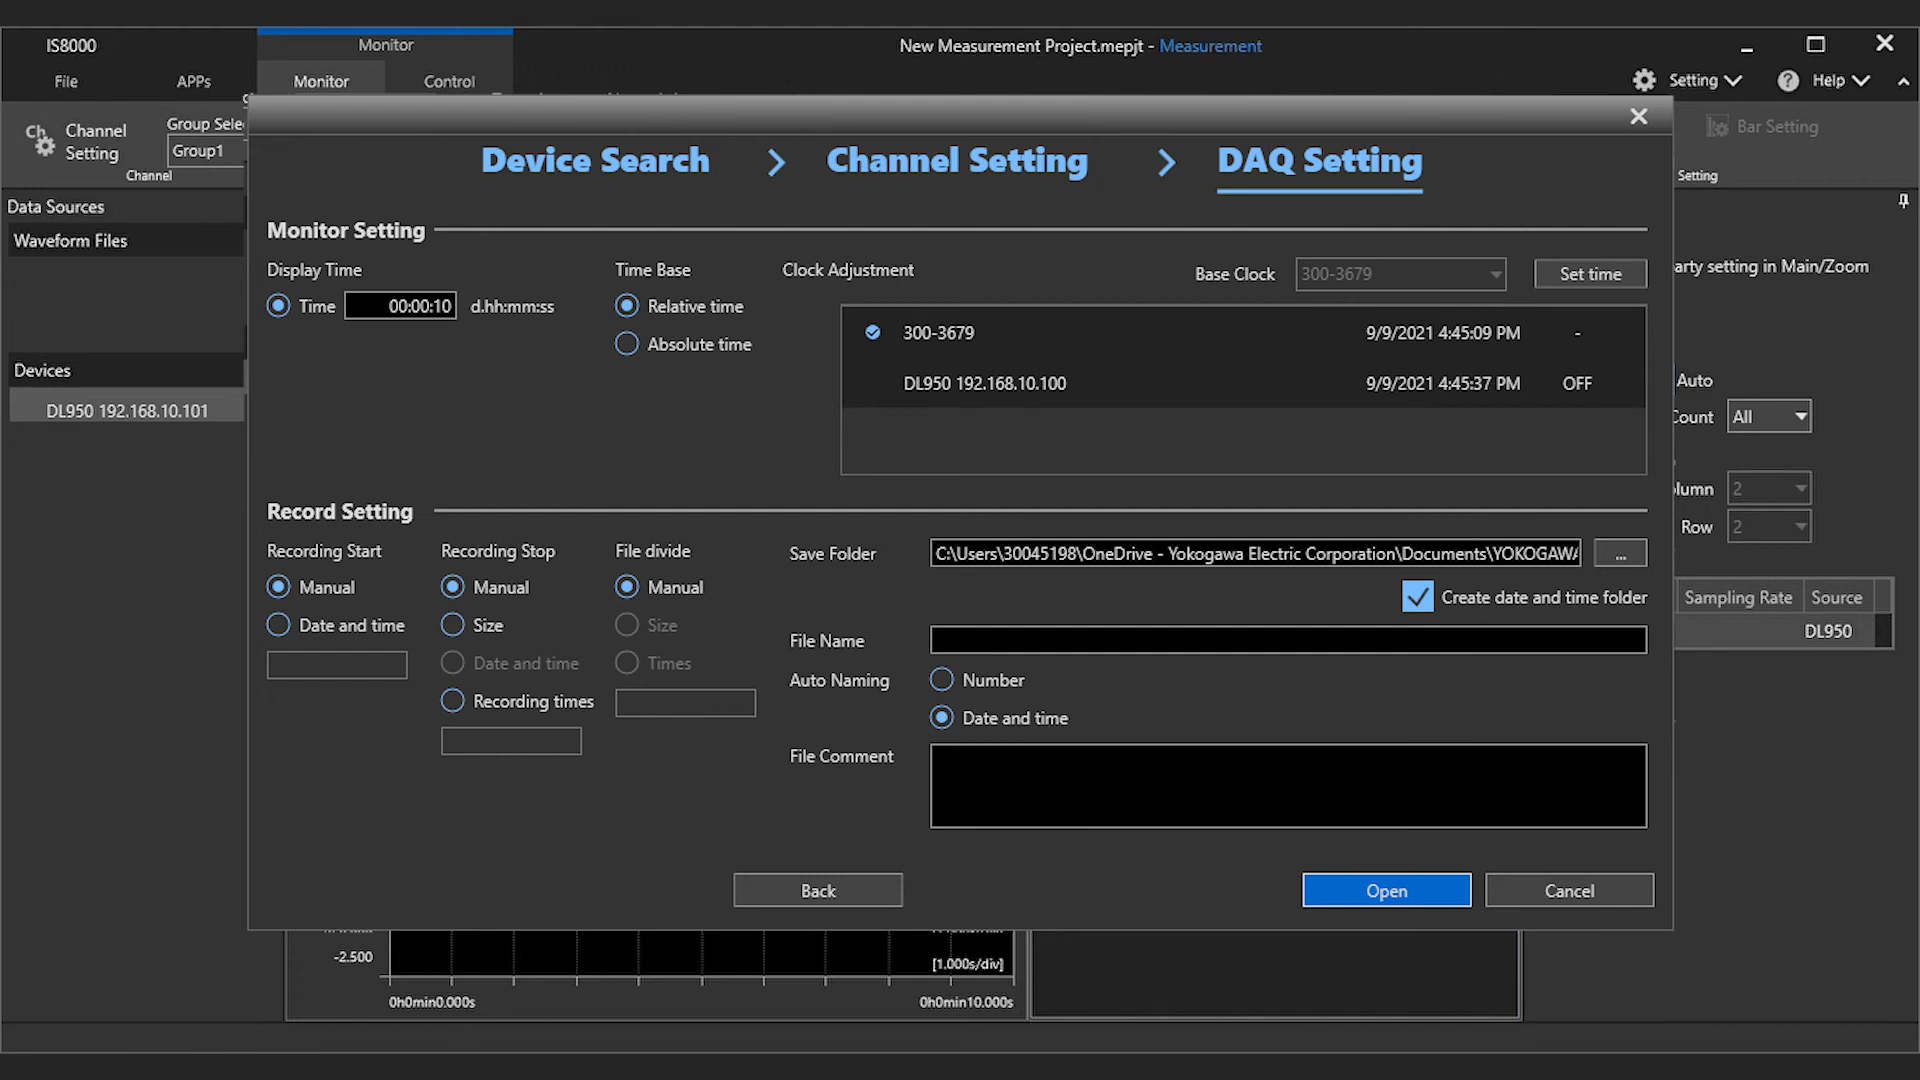 IS8000
Monitor
New Measurement Project.mepjt - Measurement
File
APPs
Monitor
Control
Setting
Help
Channel
Setting
Group Sele
Group1
Channel
Bar Setting
Setting
Device Search > Channel Setting > DAQ Setting
Data Sources
Waveform Files
Devices
DL950 192.168.10.101
Monitor Setting
Display Time
Time 00:00:10 d.hh:mm:ss
Time Base
Relative time
Absolute time
Clock Adjustment
Base Clock 300-3679
Set time
300-3679 9/9/2021 4:45:09 PM -
DL950 192.168.10.100 9/9/2021 4:45:37 PM OFF
Record Setting
Recording Start
Manual
Date and time
Recording Stop
Manual
Size
Date and time
Recording times
File divide
Manual
Size
Times
Save Folder C:\Users\30045198\OneDrive - Yokogawa Electric Corporation\Documents\YOKOGAWA
...
Create date and time folder
File Name
Auto Naming
Number
Date and time
File Comment
Back
Open
Cancel
arty setting in Main/Zoom
Auto
Count All
lumn 2
Row 2
Sampling Rate Source
DL950
-2.500
[1.000s/div]
0h0min0.000s
0h0min10.000s